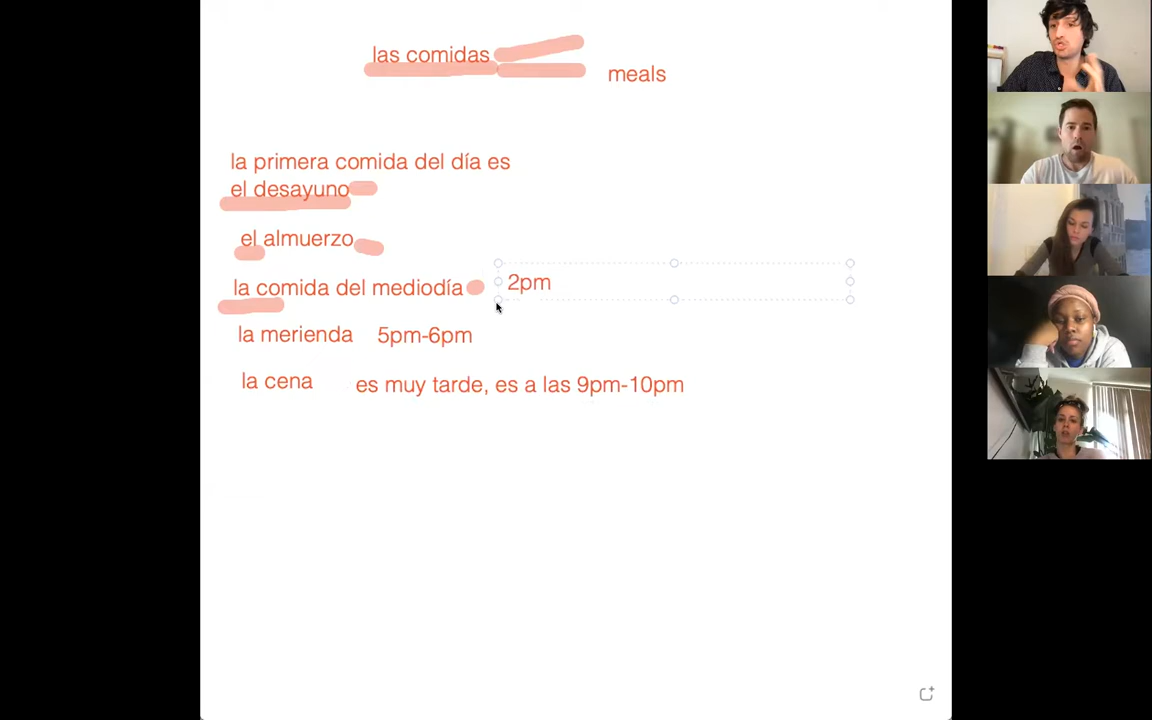 las comidas
meals
la primera comida del día es
el desayuno
el almuerzo
la comida del mediodía 2pm
la merienda 5pm-6pm
la cena es muy tarde, es a las 9pm-10pm